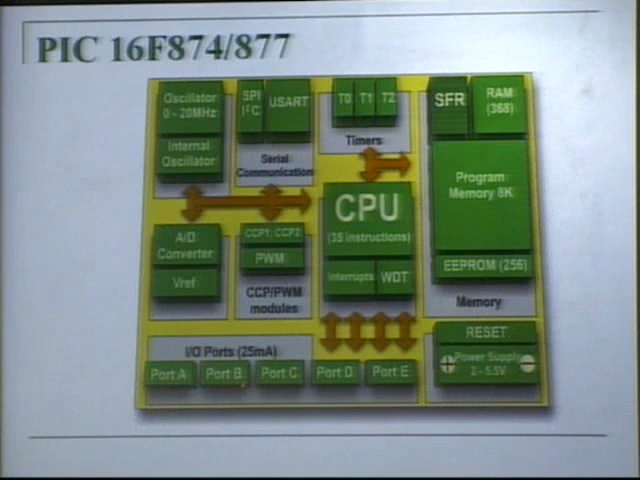 PIC 16F874/877
Oscillator
0 - 20MHz
Internal
Oscillator
SPI
I²C
USART
Serial
Communication
T0 T1 T2
Timers
SFR
RAM
(368)
Program
Memory 8K
EEPROM (256)
Memory
CPU
(35 instructions)
Interrupts
WDT
A/D
Converter
Vref
CCP1, CCP2
PWM
CCP/PWM
modules
I/O Ports (25mA)
Port A Port B Port C Port D Port E
RESET
Power Supply
2 - 5.5V